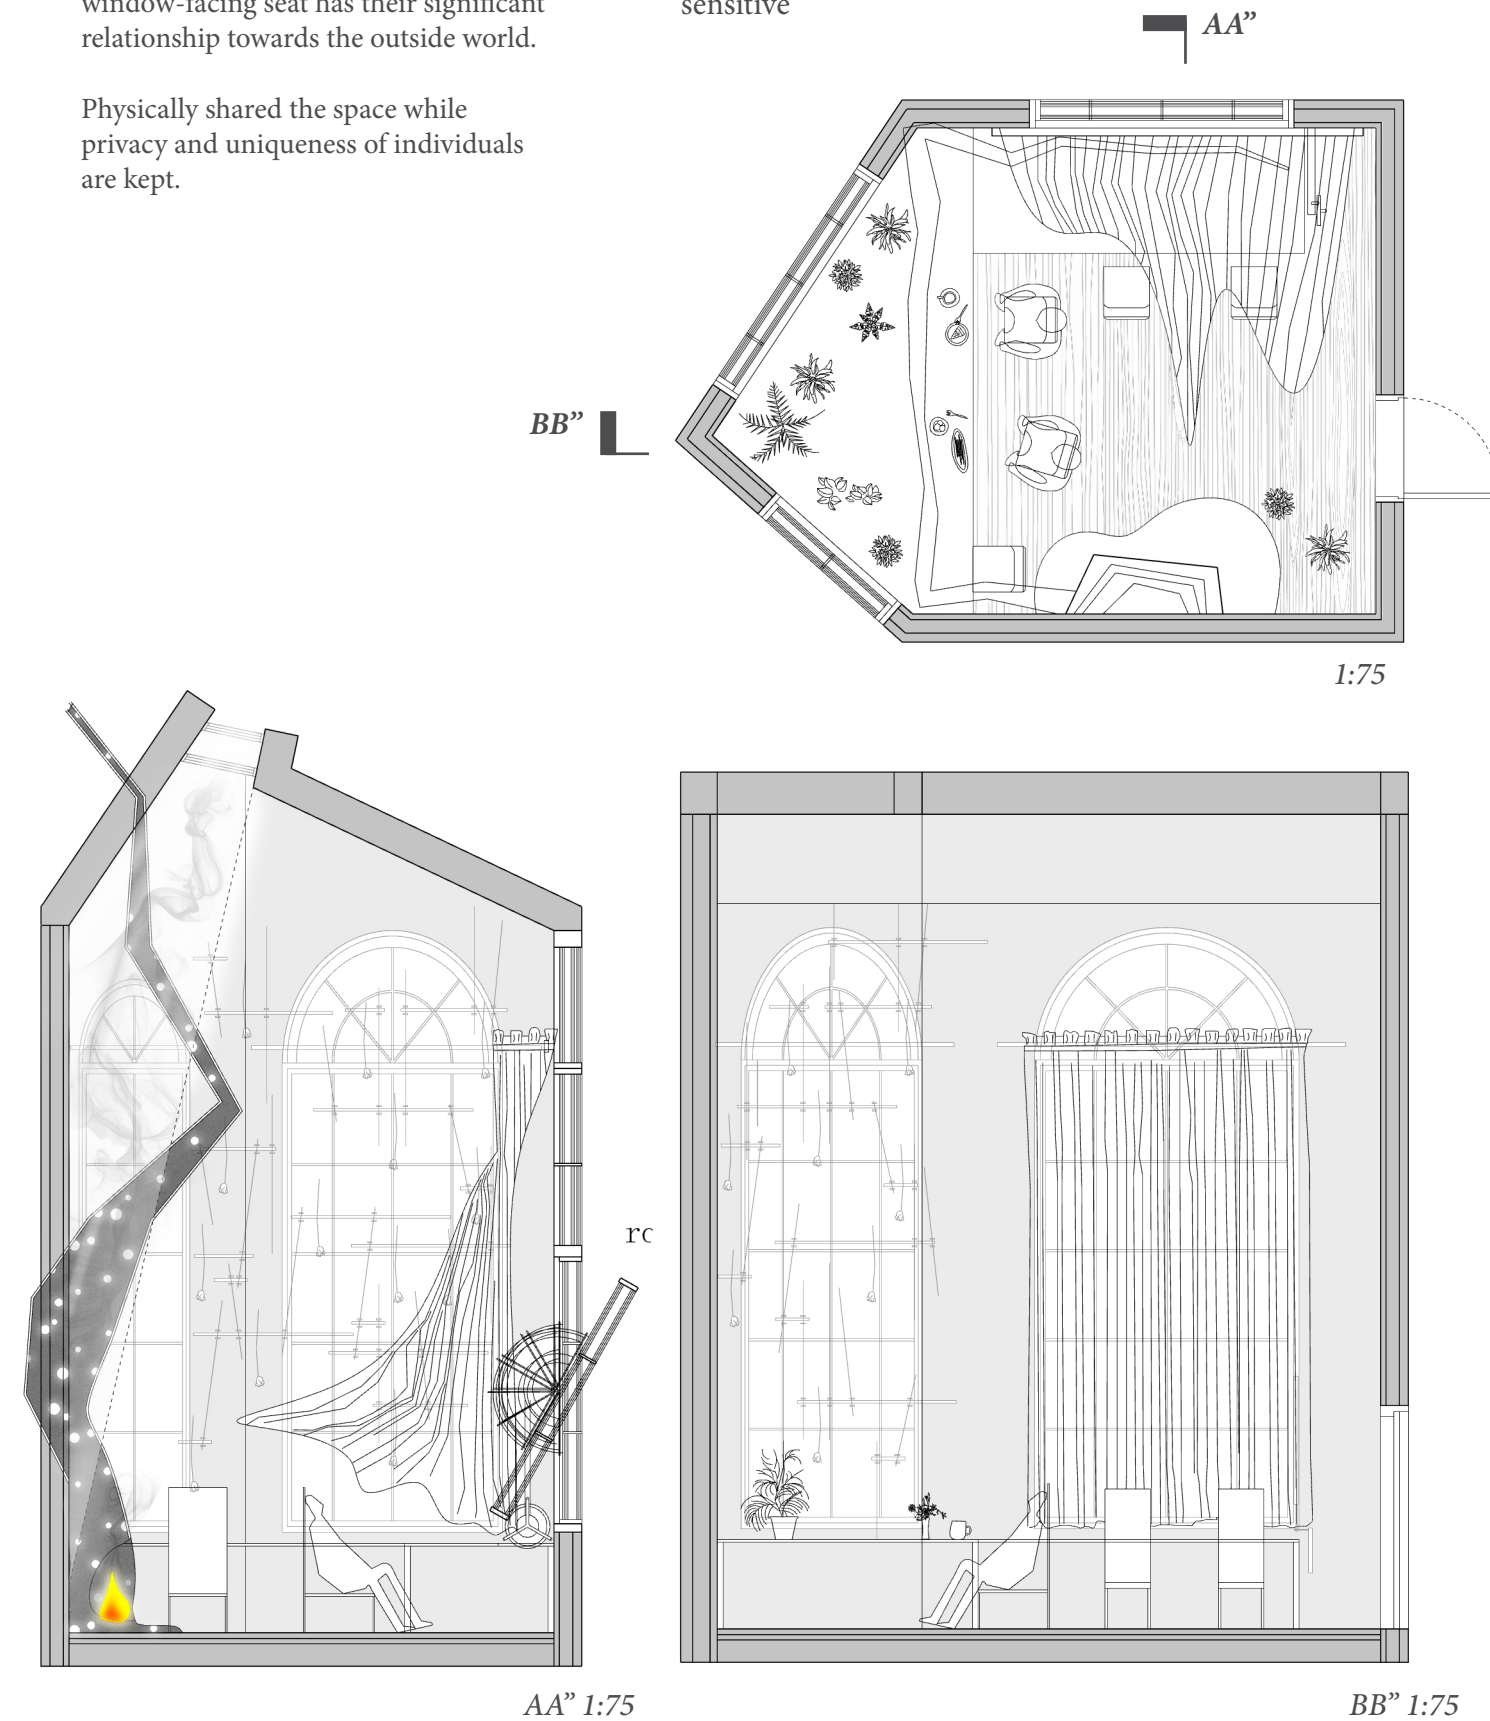 window-facing seat has their significant
relationship towards the outside world.
Physically shared the space while
privacy and uniqueness of individuals
are kept.
sensitive
AA”
BB”
1:75
rc
AA” 1:75
BB” 1:75